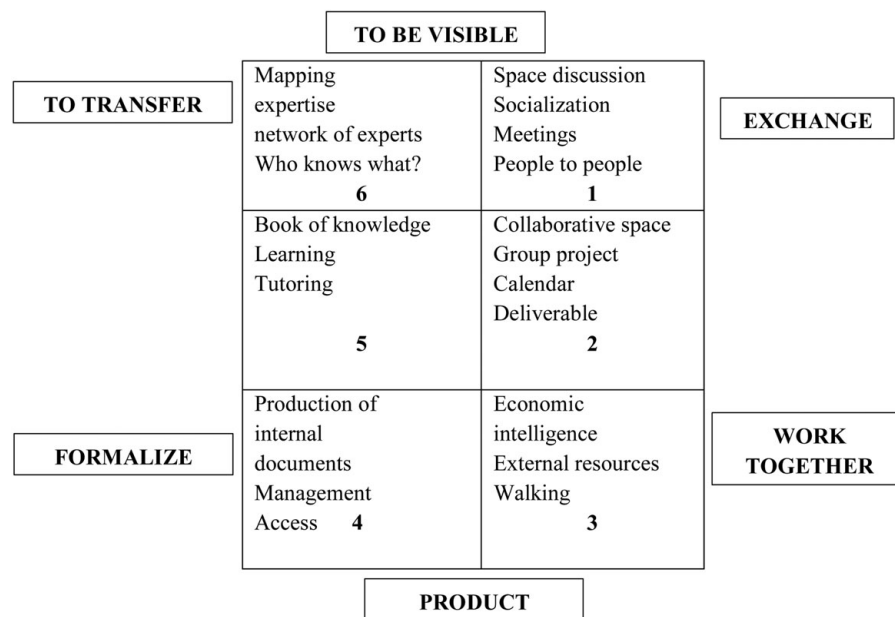 TO BE VISIBLE
TO TRANSFER
Mapping
expertise
network of experts
Who knows what?
6
Space discussion
Socialization
Meetings
People to people
1
EXCHANGE
Book of knowledge
Learning
Tutoring
5
Collaborative space
Group project
Calendar
Deliverable
2
FORMALIZE
Production of
internal
documents
Management
Access 4
Economic
intelligence
External resources
Walking
3
WORK
TOGETHER
PRODUCT